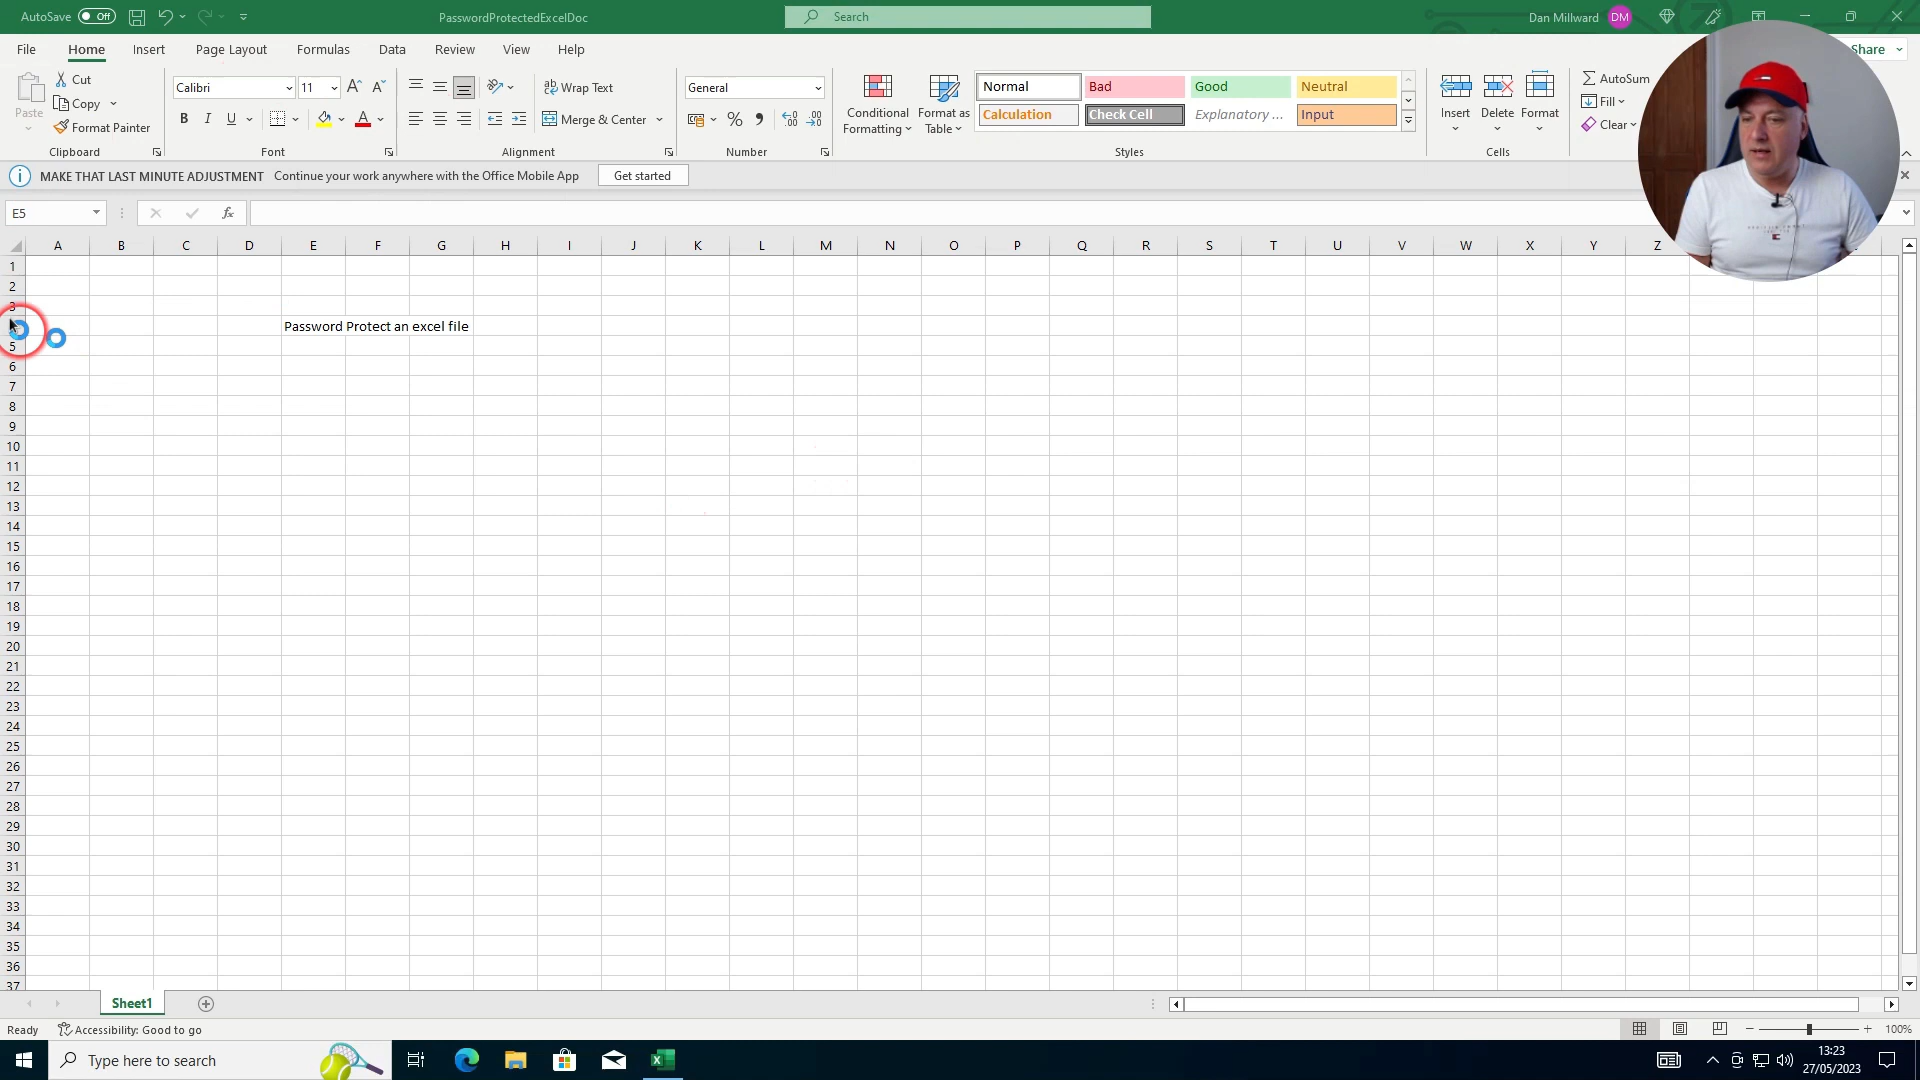 AutoSave Off PasswordProtectedExcelDoc Search Dan Millward DM
File Home Insert Page Layout Formulas Data Review View Help Share
Paste Cut Copy Format Painter
Clipboard
Calibri 11
B I U
Font
Wrap Text
Merge & Center
Alignment
General
Number
Conditional Formatting
Format as Table
Normal Bad Good Neutral
Calculation Check Cell Explanatory ... Input
Styles
Insert Delete Format
Cells
AutoSum
Fill
Clear
MAKE THAT LAST MINUTE ADJUSTMENT Continue your work anywhere with the Office Mobile App Get started
E5 fx
A B C D E F G H I J K L M N O P Q R S T U V W X Y Z
1
2
3
Password Protect an excel file
5
6
7
8
9
10
11
12
13
14
15
16
17
18
19
20
21
22
23
24
25
26
27
28
29
30
31
32
33
34
35
36
37
Sheet1
Ready Accessibility: Good to go 100%
Type here to search 13:23
27/05/2023